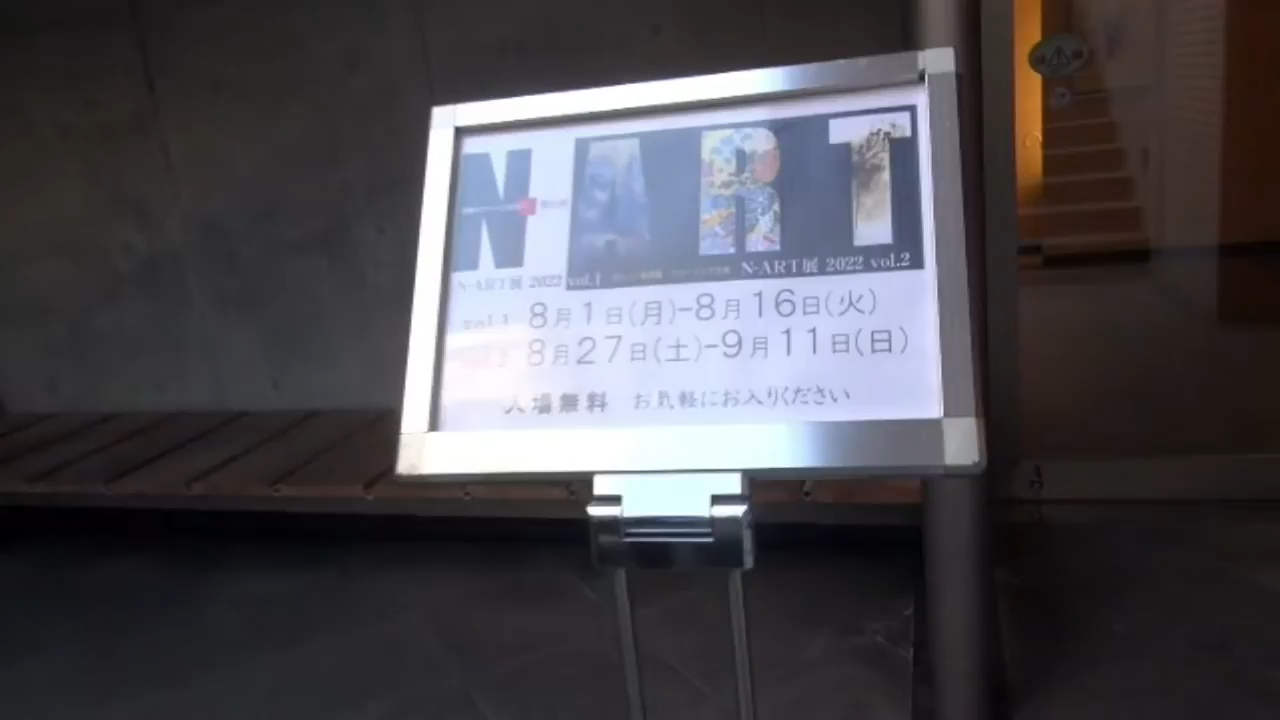 N ART
N-ART展 2022 vol.1
N-ART展 2022 vol.2
vol.1 8月1日(月)-8月16日(火)
8月27日(土)-9月11日(日)
入場無料 お気軽にお入りください